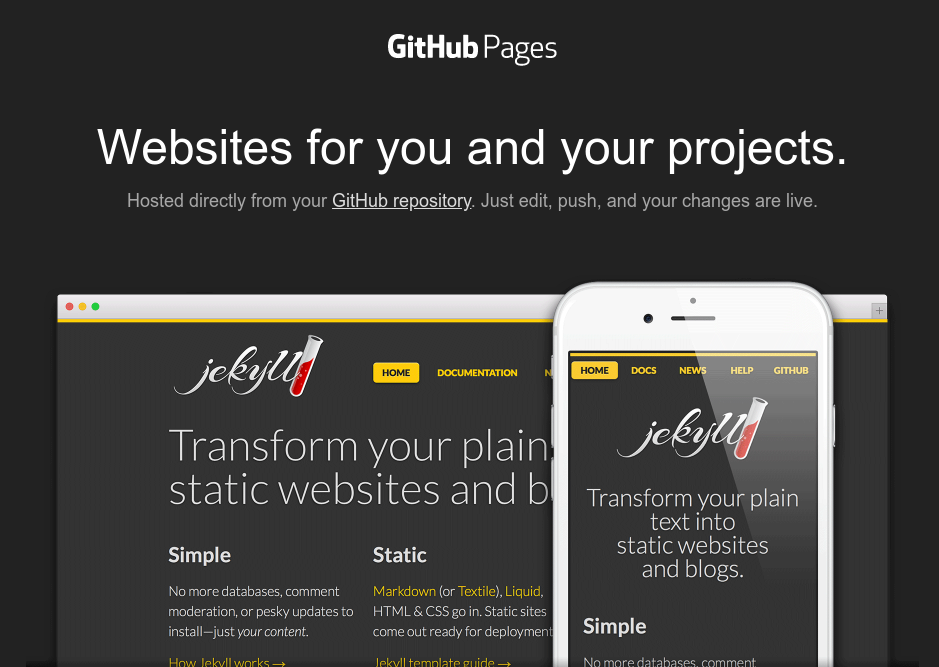 GitHub Pages
Websites for you and your projects.
Hosted directly from your GitHub repository. Just edit, push, and your changes are live.
jekyll
HOME DOCUMENTATION N
Transform your plain
static websites and b
Simple
No more databases, comment
moderation, or pesky updates to
install—just your content.
How Jekyll works →
Static
Markdown (or Textile), Liquid,
HTML & CSS go in. Static sites
come out ready for deployment
Jekyll template guide →
HOME DOCS NEWS HELP GITHUB
jekyll
Transform your plain
text into
static websites
and blogs.
Simple
No more databases, comment